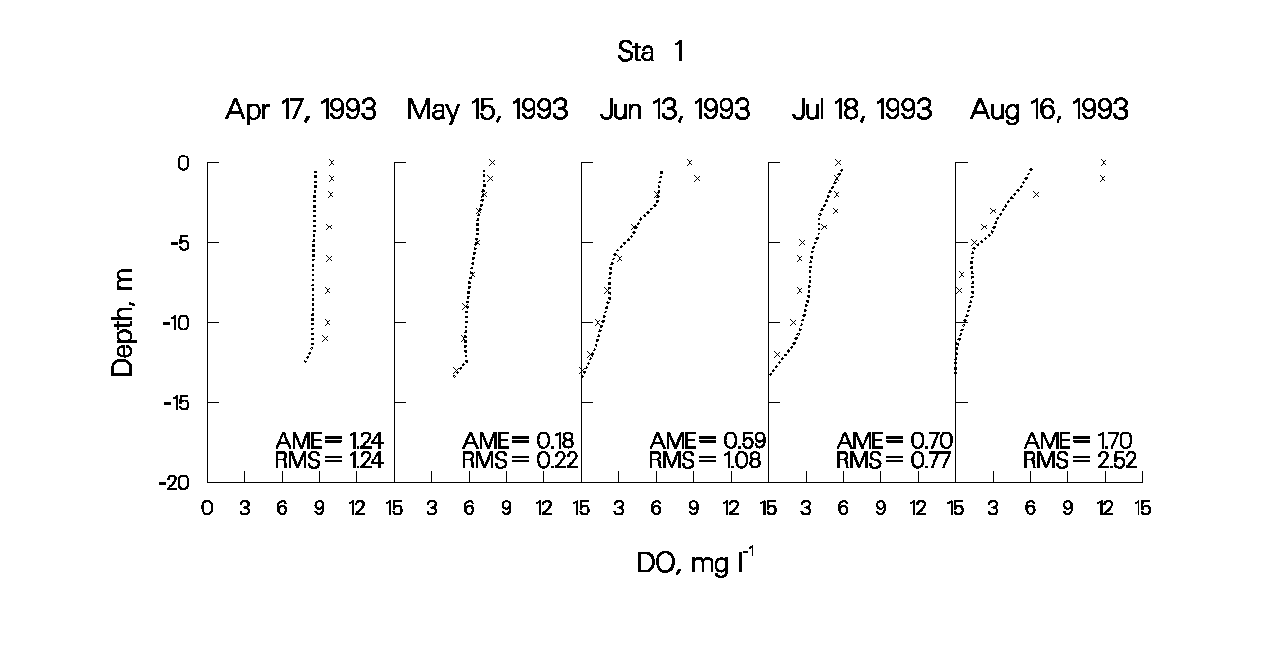 Sta 1
Apr 17, 1993 May 15, 1993 Jun 13, 1993 Jul 18, 1993 Aug 16, 1993
0
-5
-10
-15
-20
Depth, m
AME= 1.24 AME= 0.18 AME= 0.59 AME= 0.70 AME= 1.70
RMS= 1.24 RMS= 0.22 RMS= 1.08 RMS= 0.77 RMS= 2.52
0 3 6 9 12 15 3 6 9 12 15 3 6 9 12 15 3 6 9 12 15 3 6 9 12 15
DO, mg l⁻¹